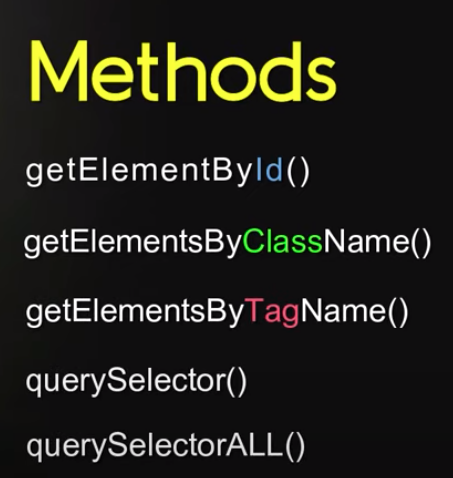 Methods
getElementById()
getElementsByClassName()
getElementsByTagName()
querySelector()
querySelectorALL()